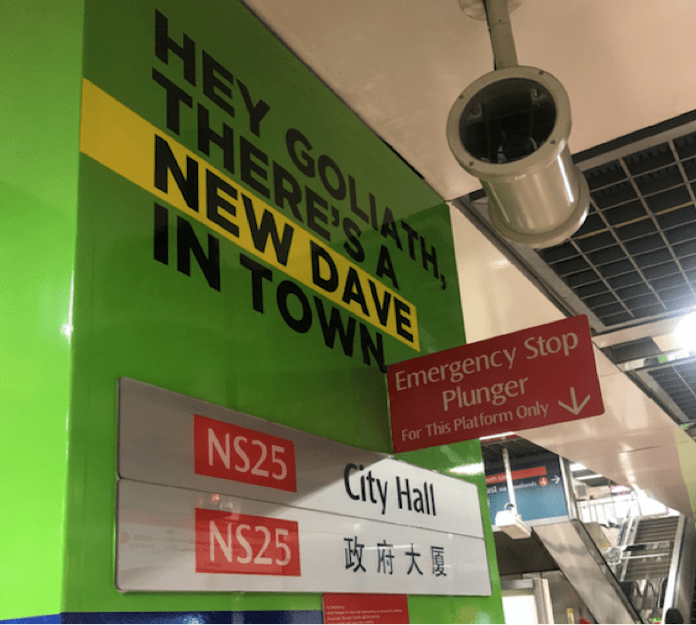 HEY GOLIATH,
THERE'S A
NEW DAVE
IN TOWN.
Emergency Stop
Plunger
For This Platform Only
NS25
City Hall
NS25
政府大厦